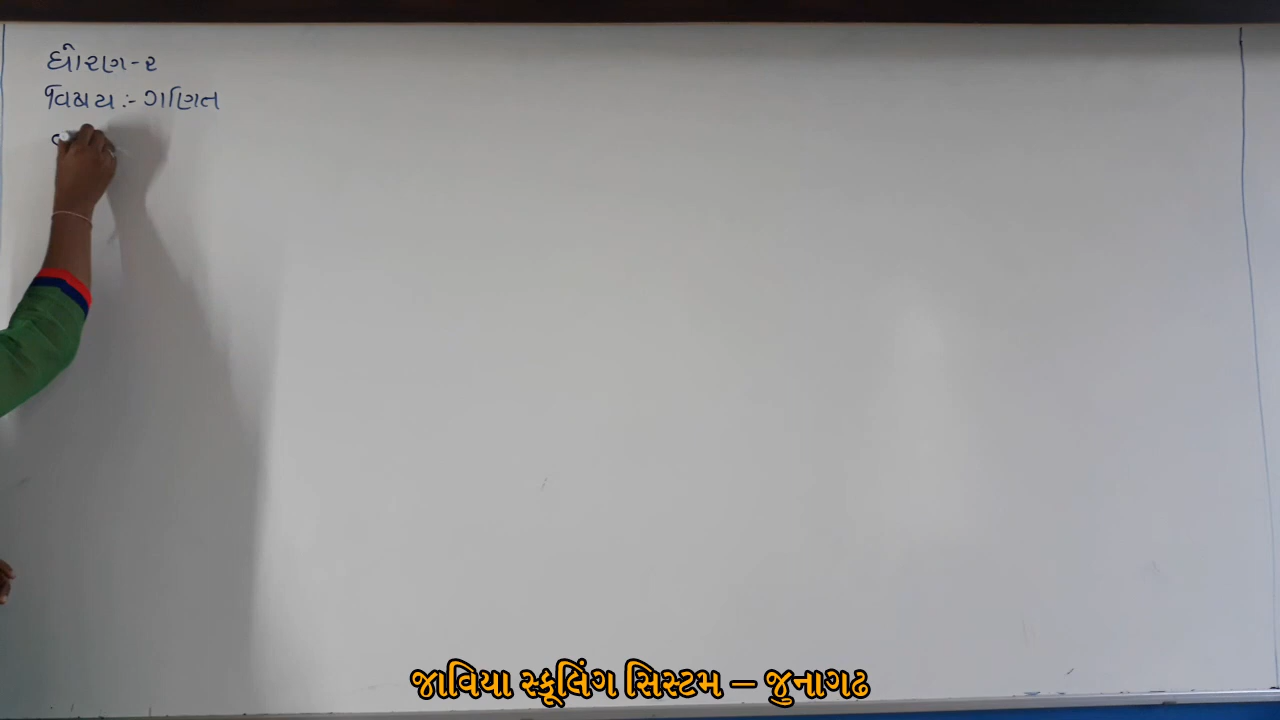 ધોરણ-૨
વિષય :- ગણિત
જાવિયા સ્કૂલિંગ સિસ્ટમ – જુનાગઢ